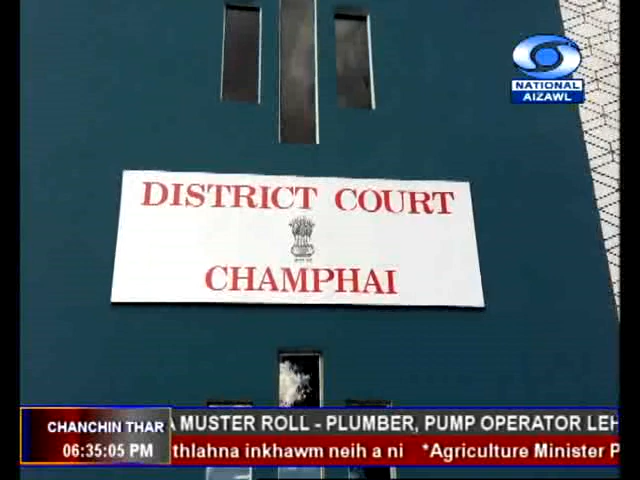 NATIONAL
AIZAWL
DISTRICT COURT
CHAMPHAI
CHANCHIN THAR
06:35:05 PM
A MUSTER ROLL - PLUMBER, PUMP OPERATOR LEH
thlahna inkhawm neih a ni *Agriculture Minister P